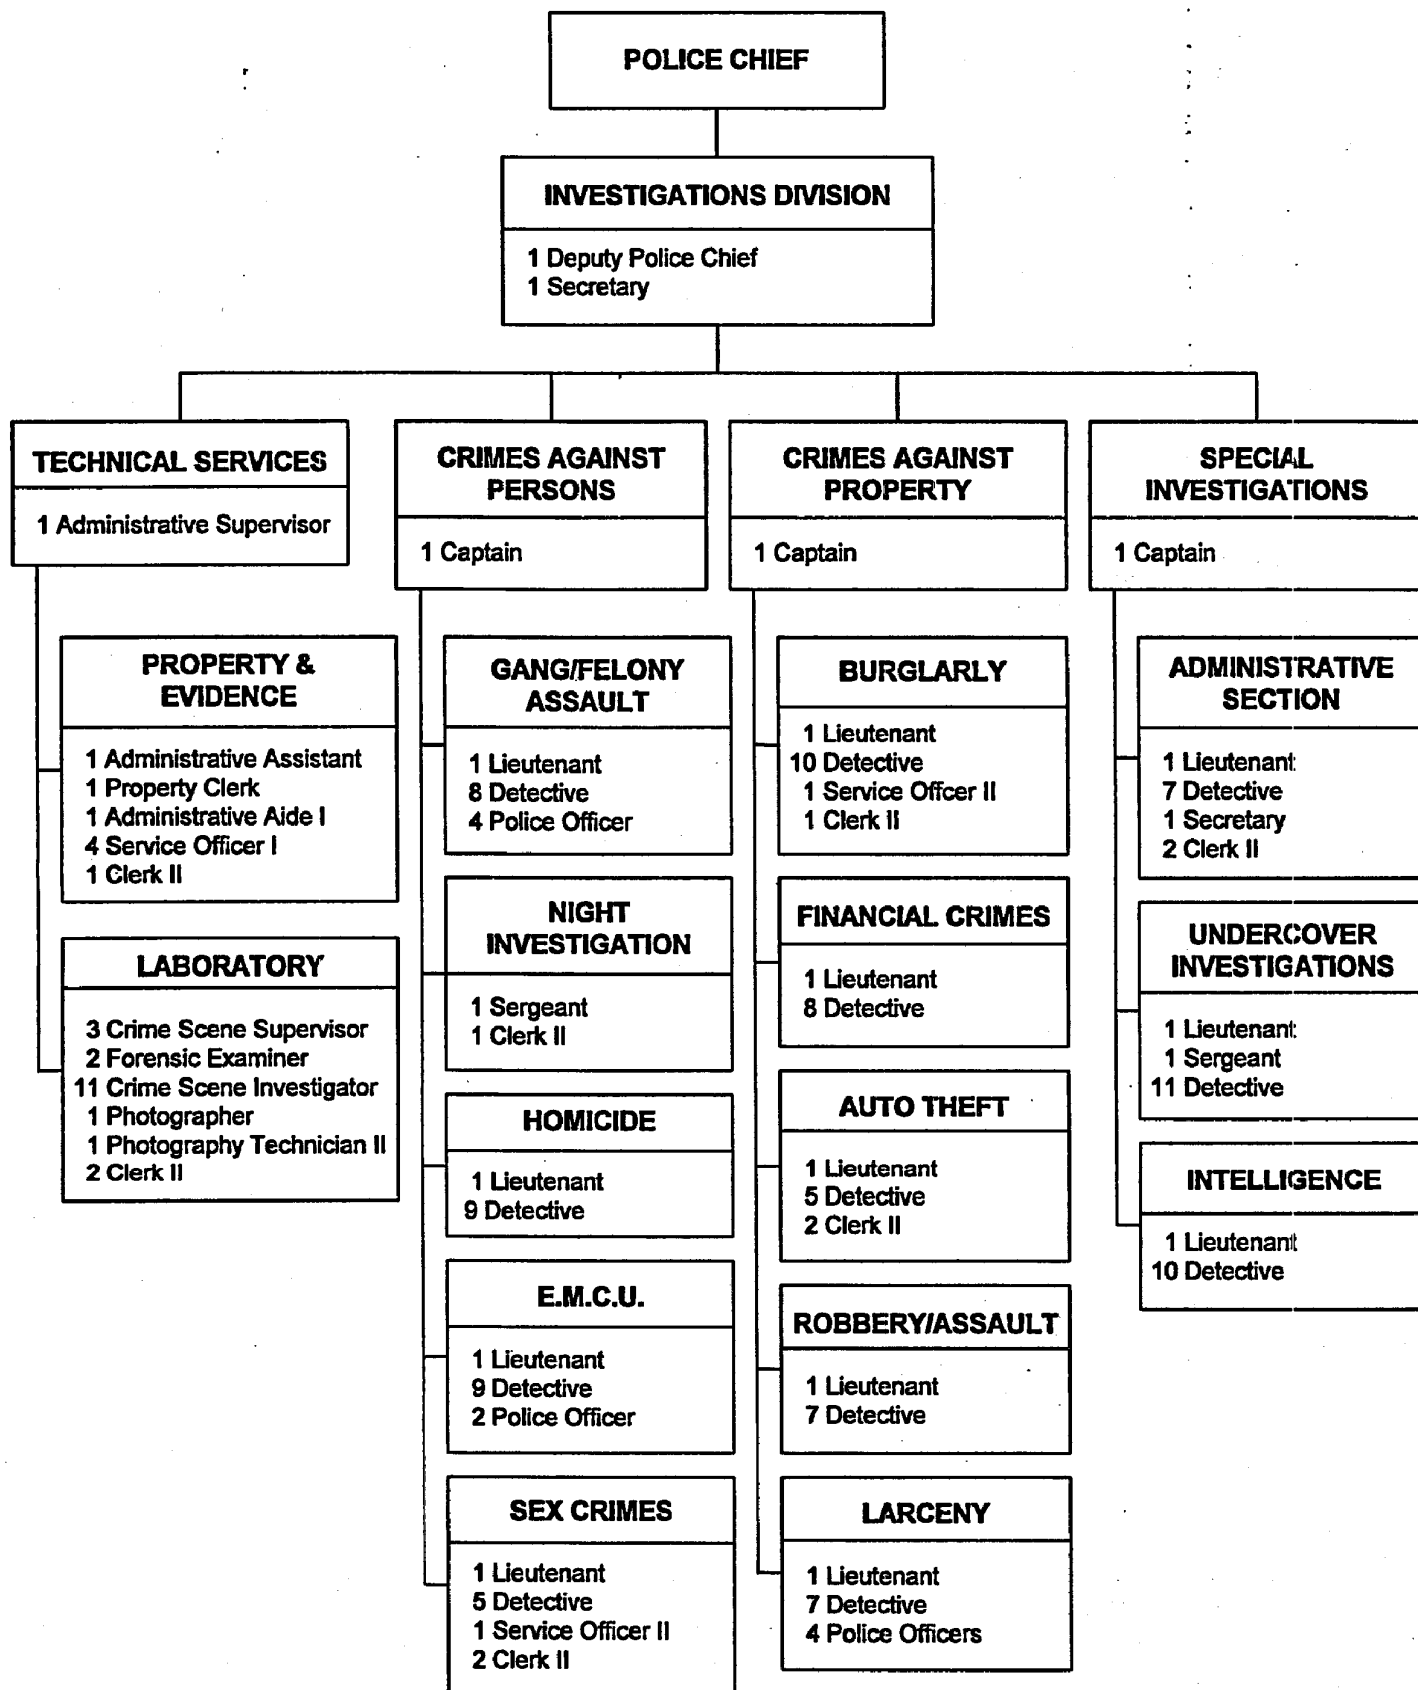 POLICE CHIEF
INVESTIGATIONS DIVISION
1 Deputy Police Chief
1 Secretary
TECHNICAL SERVICES
1 Administrative Supervisor
PROPERTY &
EVIDENCE
1 Administrative Assistant
1 Property Clerk
1 Administrative Aide I
4 Service Officer I
1 Clerk II
LABORATORY
3 Crime Scene Supervisor
2 Forensic Examiner
11 Crime Scene Investigator
1 Photographer
1 Photography Technician II
2 Clerk II
CRIMES AGAINST
PERSONS
1 Captain
GANG/FELONY
ASSAULT
1 Lieutenant
8 Detective
4 Police Officer
NIGHT
INVESTIGATION
1 Sergeant
1 Clerk II
HOMICIDE
1 Lieutenant
9 Detective
E.M.C.U.
1 Lieutenant
9 Detective
2 Police Officer
SEX CRIMES
1 Lieutenant
5 Detective
1 Service Officer II
2 Clerk II
CRIMES AGAINST
PROPERTY
1 Captain
BURGLARLY
1 Lieutenant
10 Detective
1 Service Offcer II
1 Clerk II
FINANCIAL CRIMES
1 Lieutenant
8 Detective
AUTO THEFT
1 Lieutenant
5 Detective
2 Clerk II
ROBBERY/ASSAULT
1 Lieutenant
7 Detective
LARCENY
1 Lieutenant
7 Detective
4 Police Officers
SPECIAL
INVESTIGATIONS
1 Captain
ADMINISTRATIVE
SECTION
1 Lieutenant
7 Detective
1 Secretary
2 Clerk II
UNDERCOVER
INVESTIGATIONS
1 Lieutenant
1 Sergeant
11 Detective
INTELLIGENCE
1 Lieutenant
10 Detective